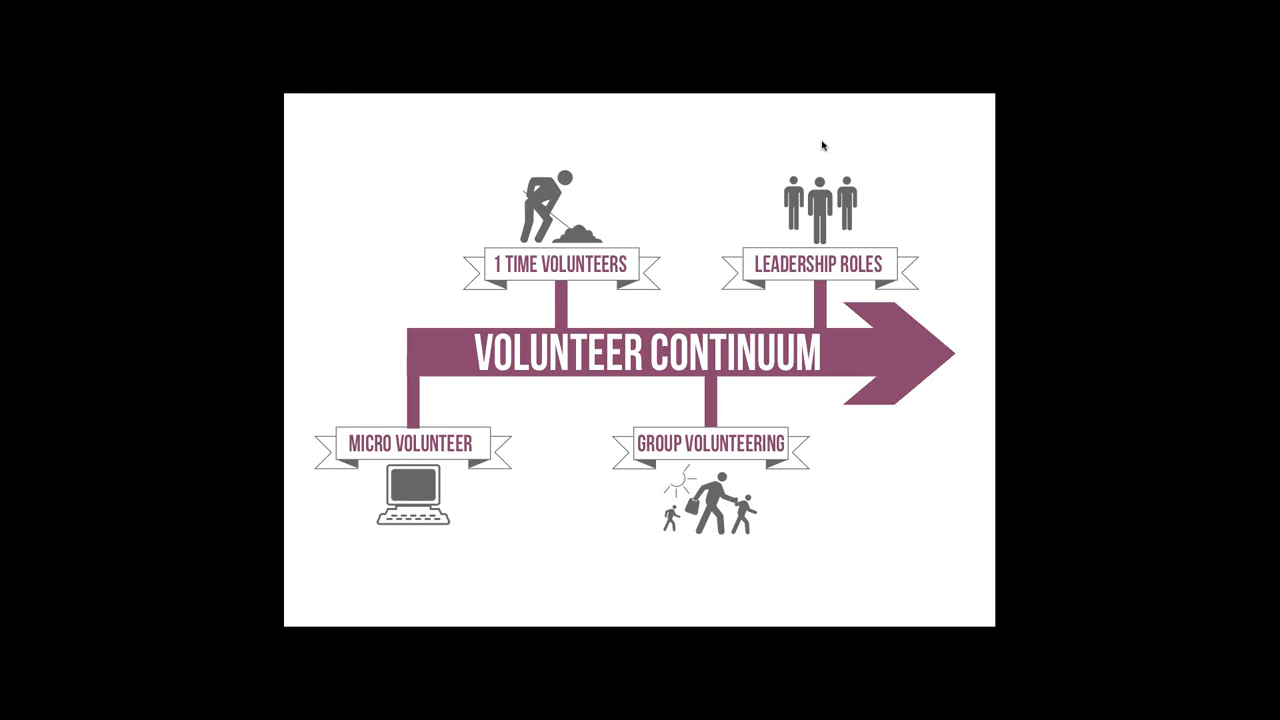 1 TIME VOLUNTEERS
LEADERSHIP ROLES
VOLUNTEER CONTINUUM
MICRO VOLUNTEER
GROUP VOLUNTEERING